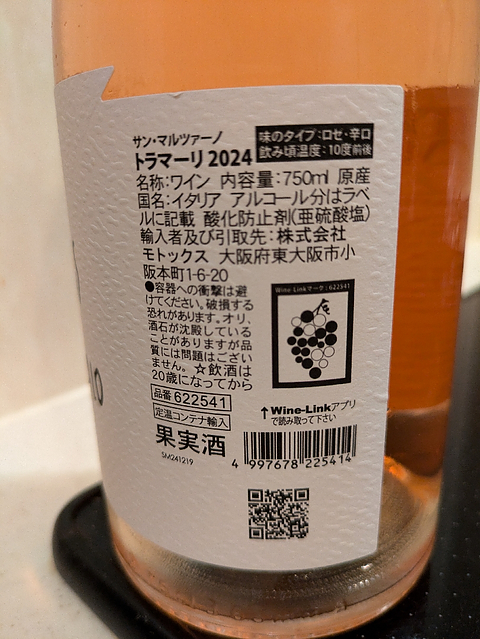 サン・マルツァーノ
トラマーリ 2024
味のタイプ：ロゼ・辛口
飲み頃温度：10度前後
名称：ワイン 内容量：750ml 原産
国名：イタリア アルコール分はラベ
ルに記載 酸化防止剤(亜硫酸塩)
輸入者及び引取先：株式会社
モトックス 大阪府東大阪市小
阪本町1-6-20
●容器への衝撃は避
けてください。破損する
恐れがあります。オリ、
酒石が沈殿している
ことがありますが品
質には問題はござい
ません。☆飲酒は
20歳になってから
品番 622541
定温コンテナ輸入
果実酒
SM241219
Wine Linkマーク：622541
↑Wine-Linkアプリ
で読み取って下さい
4 997678 225414